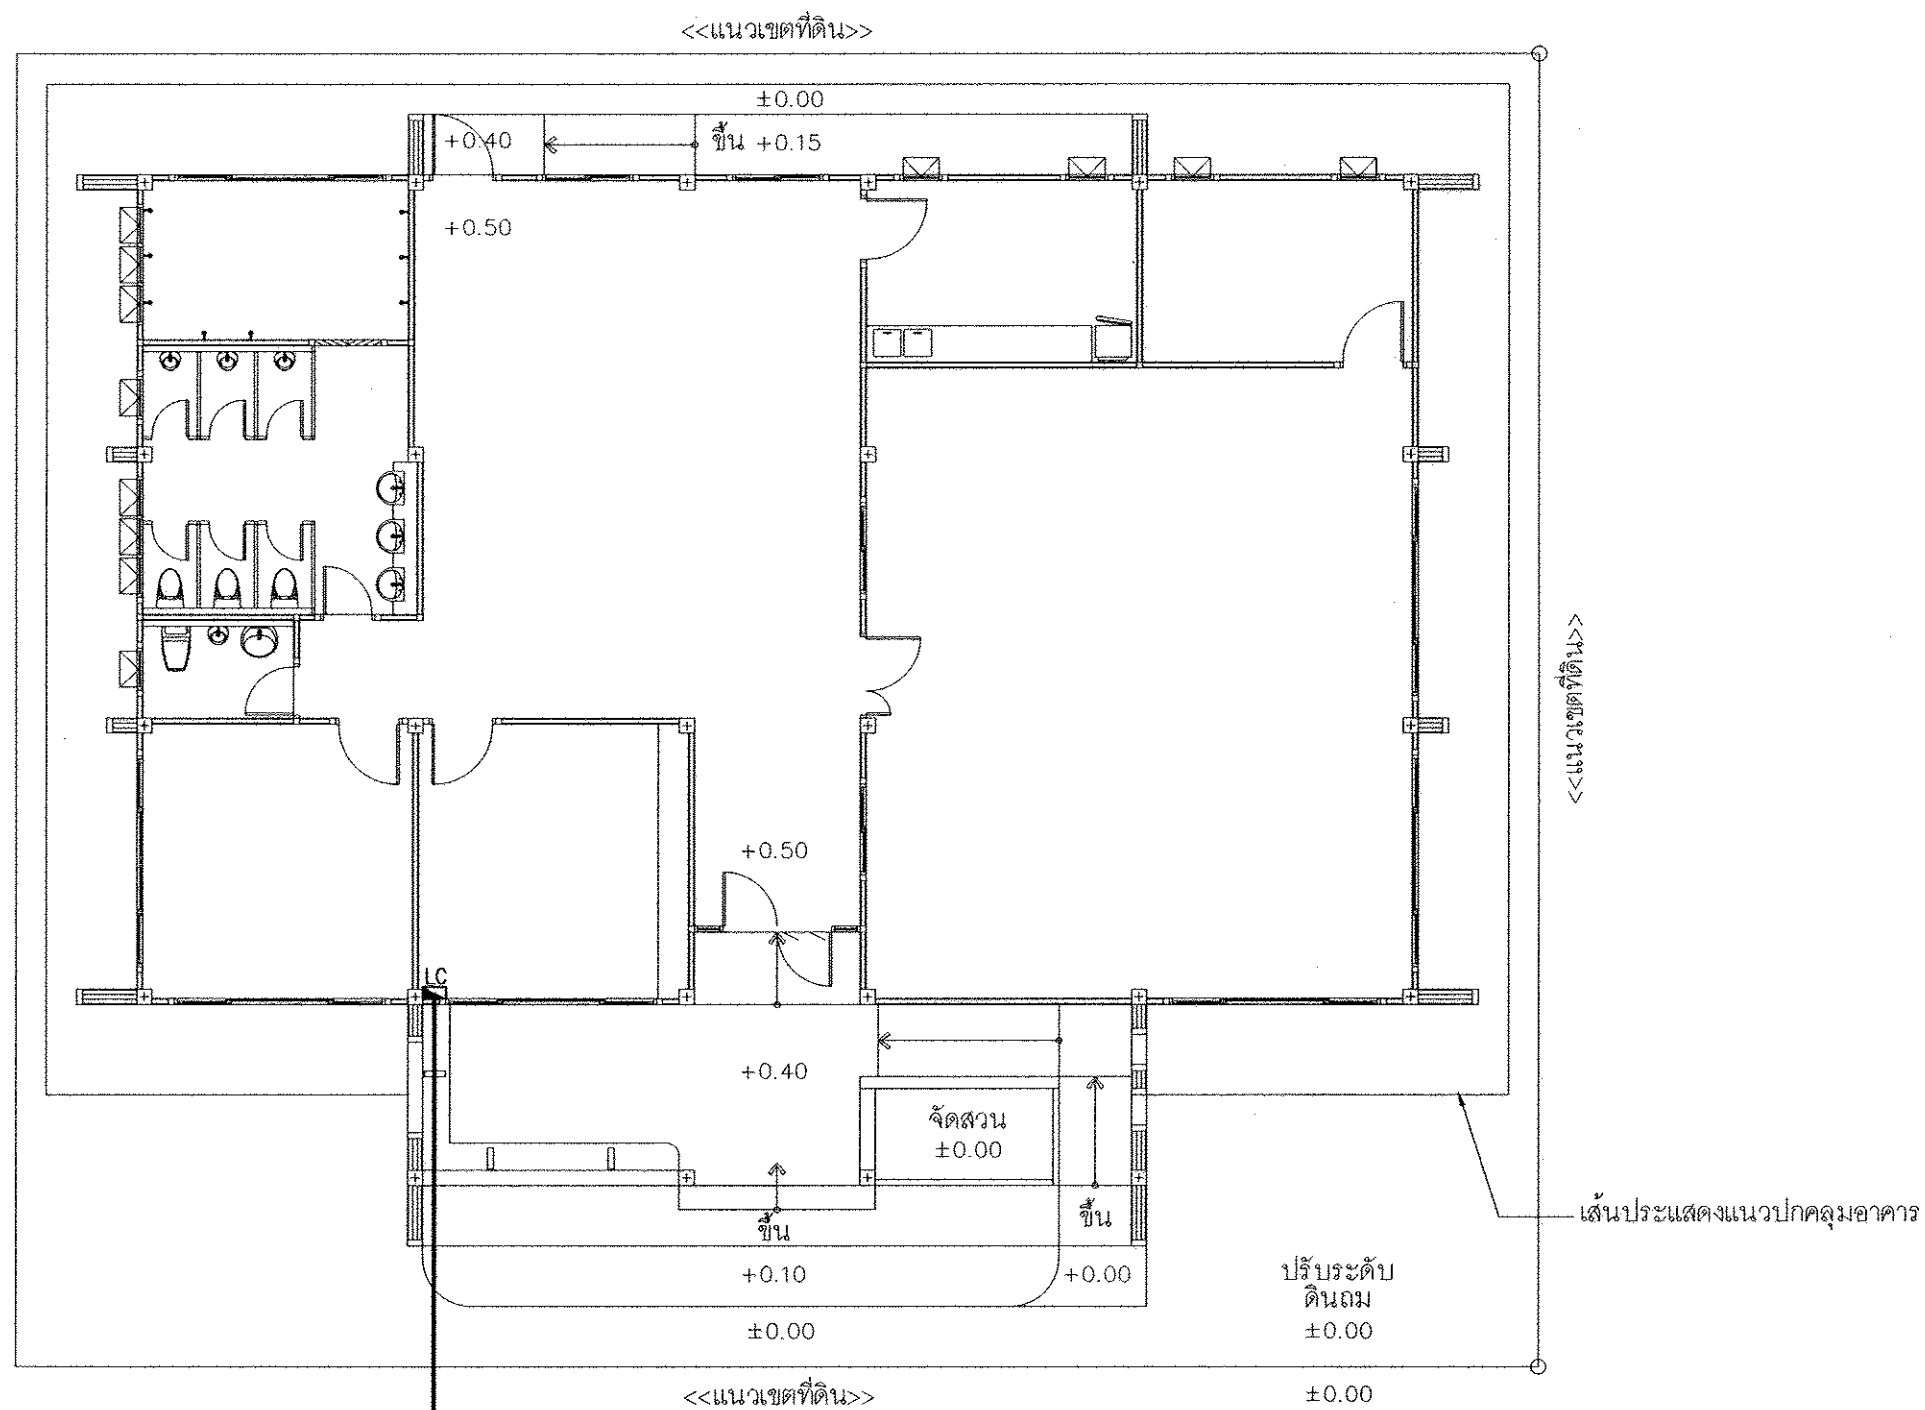 <<แนวเขตที่ดิน>>
±0.00
+0.40
ขึ้น +0.15
+0.50
<<แนวเขตที่ดิน>>
+0.50
LC
+0.40
จัดสวน
±0.00
ขึ้น
ขึ้น
เส้นประแสดงแนวปกคลุมอาคาร
+0.10
+0.00
ปรับระดับ
ดินถม
±0.00
±0.00
<<แนวเขตที่ดิน>>
±0.00